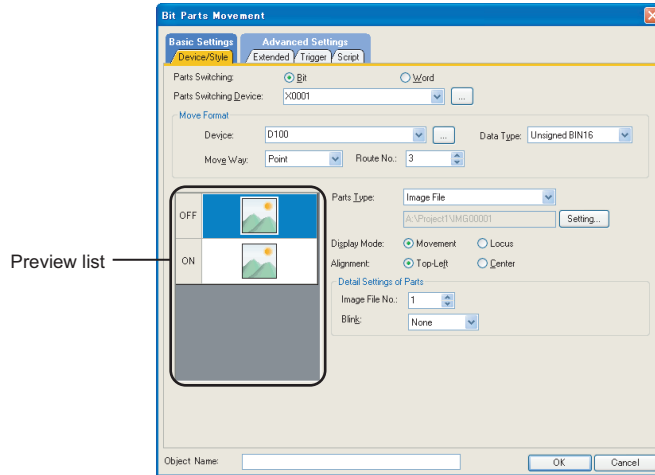 Bit Parts Movement
Basic Settings Advanced Settings
Device/Style Extended Trigger Script
Parts Switching: Bit Word
Parts Switching Device: X0001 ...
Move Format
Device: D100 ... Data Type: Unsigned BIN16
Move Way: Point Route No.: 3
Parts Type: Image File
OFF
A:\Project1\IMG00001 Setting...
Display Mode: Movement Locus
ON
Preview list
Alignment: Top-Left Center
Detail Settings of Parts
Image File No.: 1
Blink: None
Object Name: OK Cancel